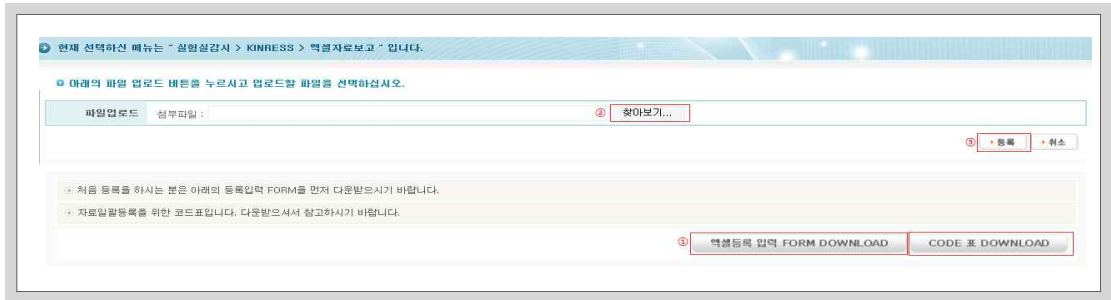 현재 선택하신 메뉴는 " 실험실감시 > KINRESS > 엑셀자료보고 " 입니다.
아래의 파일 업로드 버튼을 누르시고 업로드할 파일을 선택하십시오.
파일업로드 첨부파일 : ② 찾아보기...
③ 등록 취소
처음 등록을 하시는 분은 아래의 등록입력 FORM을 먼저 다운받으시기 바랍니다.
자료일괄등록을 위한 코드표입니다. 다운받으셔서 참고하시기 바랍니다.
① 엑셀등록 입력 FORM DOWNLOAD CODE 표 DOWNLOAD